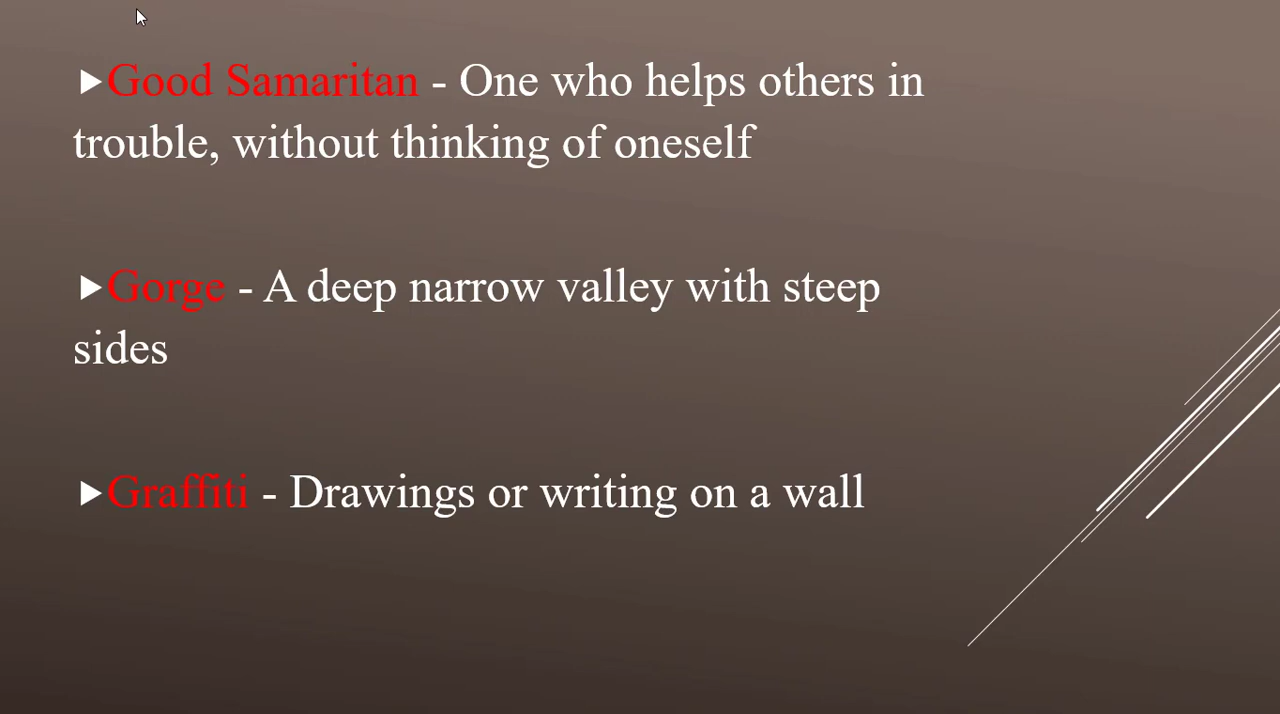 Good Samaritan - One who helps others in
trouble, without thinking of oneself
Gorge - A deep narrow valley with steep
sides
Graffiti - Drawings or writing on a wall